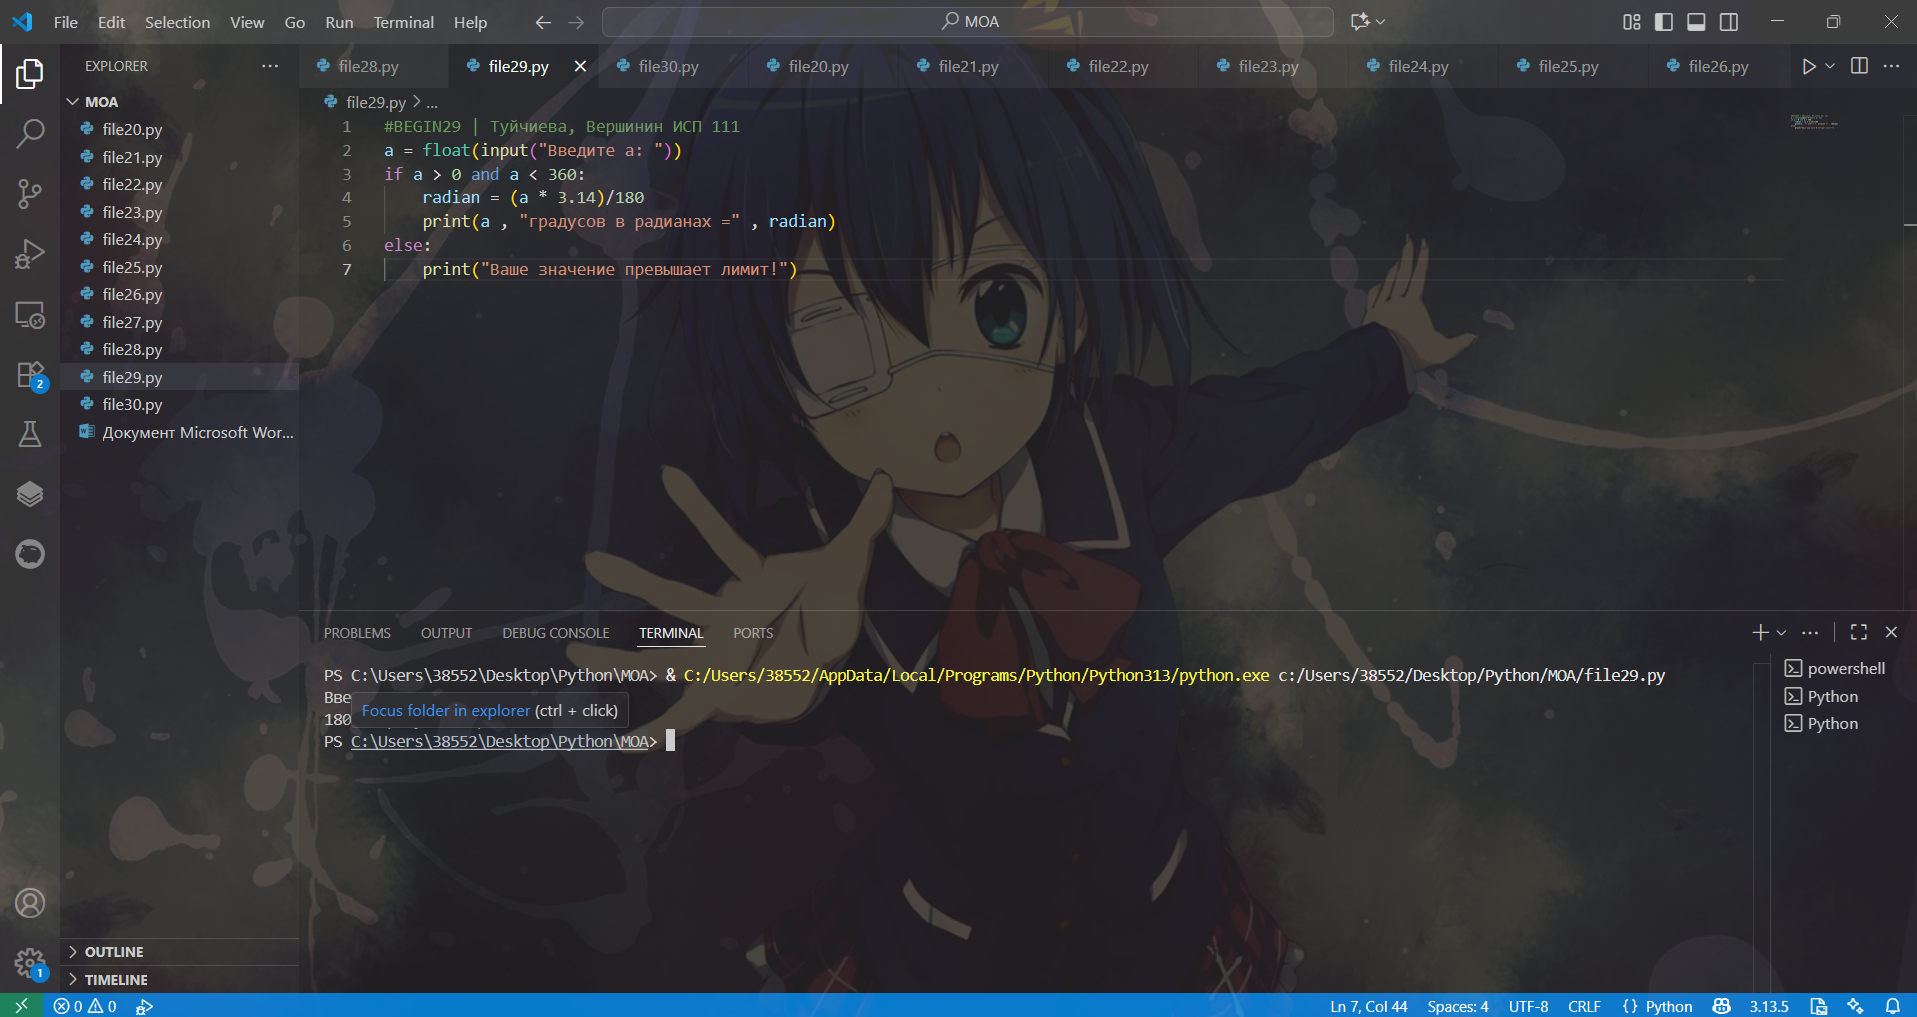 File Edit Selection View Go Run Terminal Help MOA
EXPLORER
file28.py file29.py file30.py file20.py file21.py file22.py file23.py file24.py file25.py file26.py
MOA
file20.py
file21.py
file22.py
file23.py
file24.py
file25.py
file26.py
file27.py
file28.py
file29.py
file30.py
Документ Microsoft Wor...
OUTLINE
TIMELINE
2
1
file29.py > ...
1 #BEGIN29 | Туйчиева, Вершинин ИСП 111
2 a = float(input("Введите a: "))
3 if a > 0 and a < 360:
4 radian = (a * 3.14)/180
5 print(a , "градусов в радианах =" , radian)
6 else:
7 print("Ваше значение превышает лимит!")
PROBLEMS OUTPUT DEBUG CONSOLE TERMINAL PORTS
PS C:\Users\38552\Desktop\Python\MOA> & C:/Users/38552/AppData/Local/Programs/Python/Python313/python.exe c:/Users/38552/Desktop/Python/MOA/file29.py
Вве
Focus folder in explorer (ctrl + click)
180
PS C:\Users\38552\Desktop\Python\MOA>
powershell
Python
Python
0 0 Ln 7, Col 44 Spaces: 4 UTF-8 CRLF {} Python 3.13.5